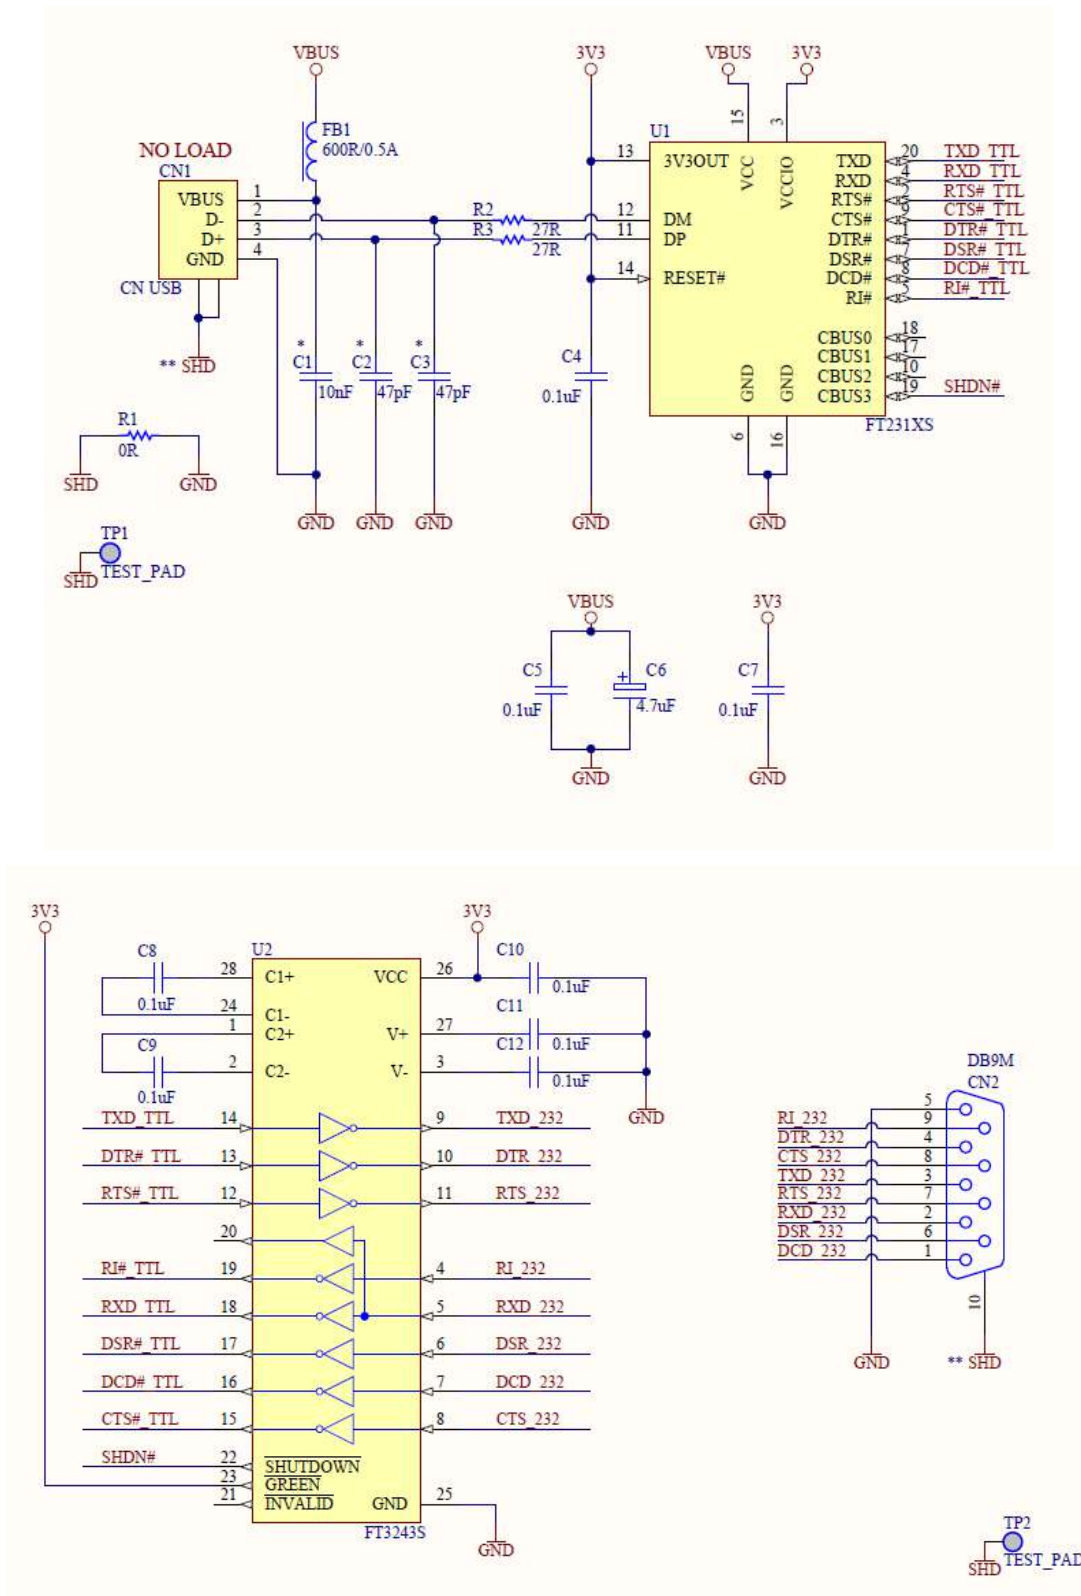 VBUS
3V3
VBUS
3V3
FB1
600R/0.5A
NO LOAD
CN1
VBUS 1
D- 2
D+ 3
GND 4
CN USB
** SHD
R2
27R
R3
27R
U1
15
3
VCC
VCCIO
13 3V3OUT
12 DM
11 DP
14 RESET#
TXD 20 TXD_TTL
RXD 4 RXD_TTL
RTS# 2 RTS#_TTL
CTS# 9 CTS#_TTL
DTR# 1 DTR#_TTL
DSR# 7 DSR#_TTL
DCD# 8 DCD#_TTL
RI# 5 RI#_TTL
CBUS0 18
CBUS1 17
CBUS2 10
CBUS3 19 SHDN#
GND
GND
6
16
FT231XS
GND
* C1
10nF
* C2
47pF
* C3
47pF
C4
0.1uF
R1
0R
SHD
GND
GND
GND
GND
GND
TP1
TEST_PAD
SHD
VBUS
C5
0.1uF
+ C6
4.7uF
GND
3V3
C7
0.1uF
GND
3V3
3V3
U2
C8
0.1uF
C9
0.1uF
28 C1+
24 C1-
1 C2+
2 C2-
VCC 26
V+ 27
V- 3
C10
0.1uF
C11
0.1uF
C12
0.1uF
GND
TXD_TTL 14 9 TXD_232
DTR#_TTL 13 10 DTR_232
RTS#_TTL 12 11 RTS_232
20
RI#_TTL 19 4 RI_232
RXD_TTL 18 5 RXD_232
DSR#_TTL 17 6 DSR_232
DCD#_TTL 16 7 DCD_232
CTS#_TTL 15 8 CTS_232
SHDN# 22 SHUTDOWN
23 GREEN
21 INVALID
GND 25
FT3243S
GND
DB9M
CN2
5
RI_232 9
DTR_232 4
CTS_232 8
TXD_232 3
RTS_232 7
RXD_232 2
DSR_232 6
DCD_232 1
10
GND
** SHD
TP2
TEST_PAD
SHD